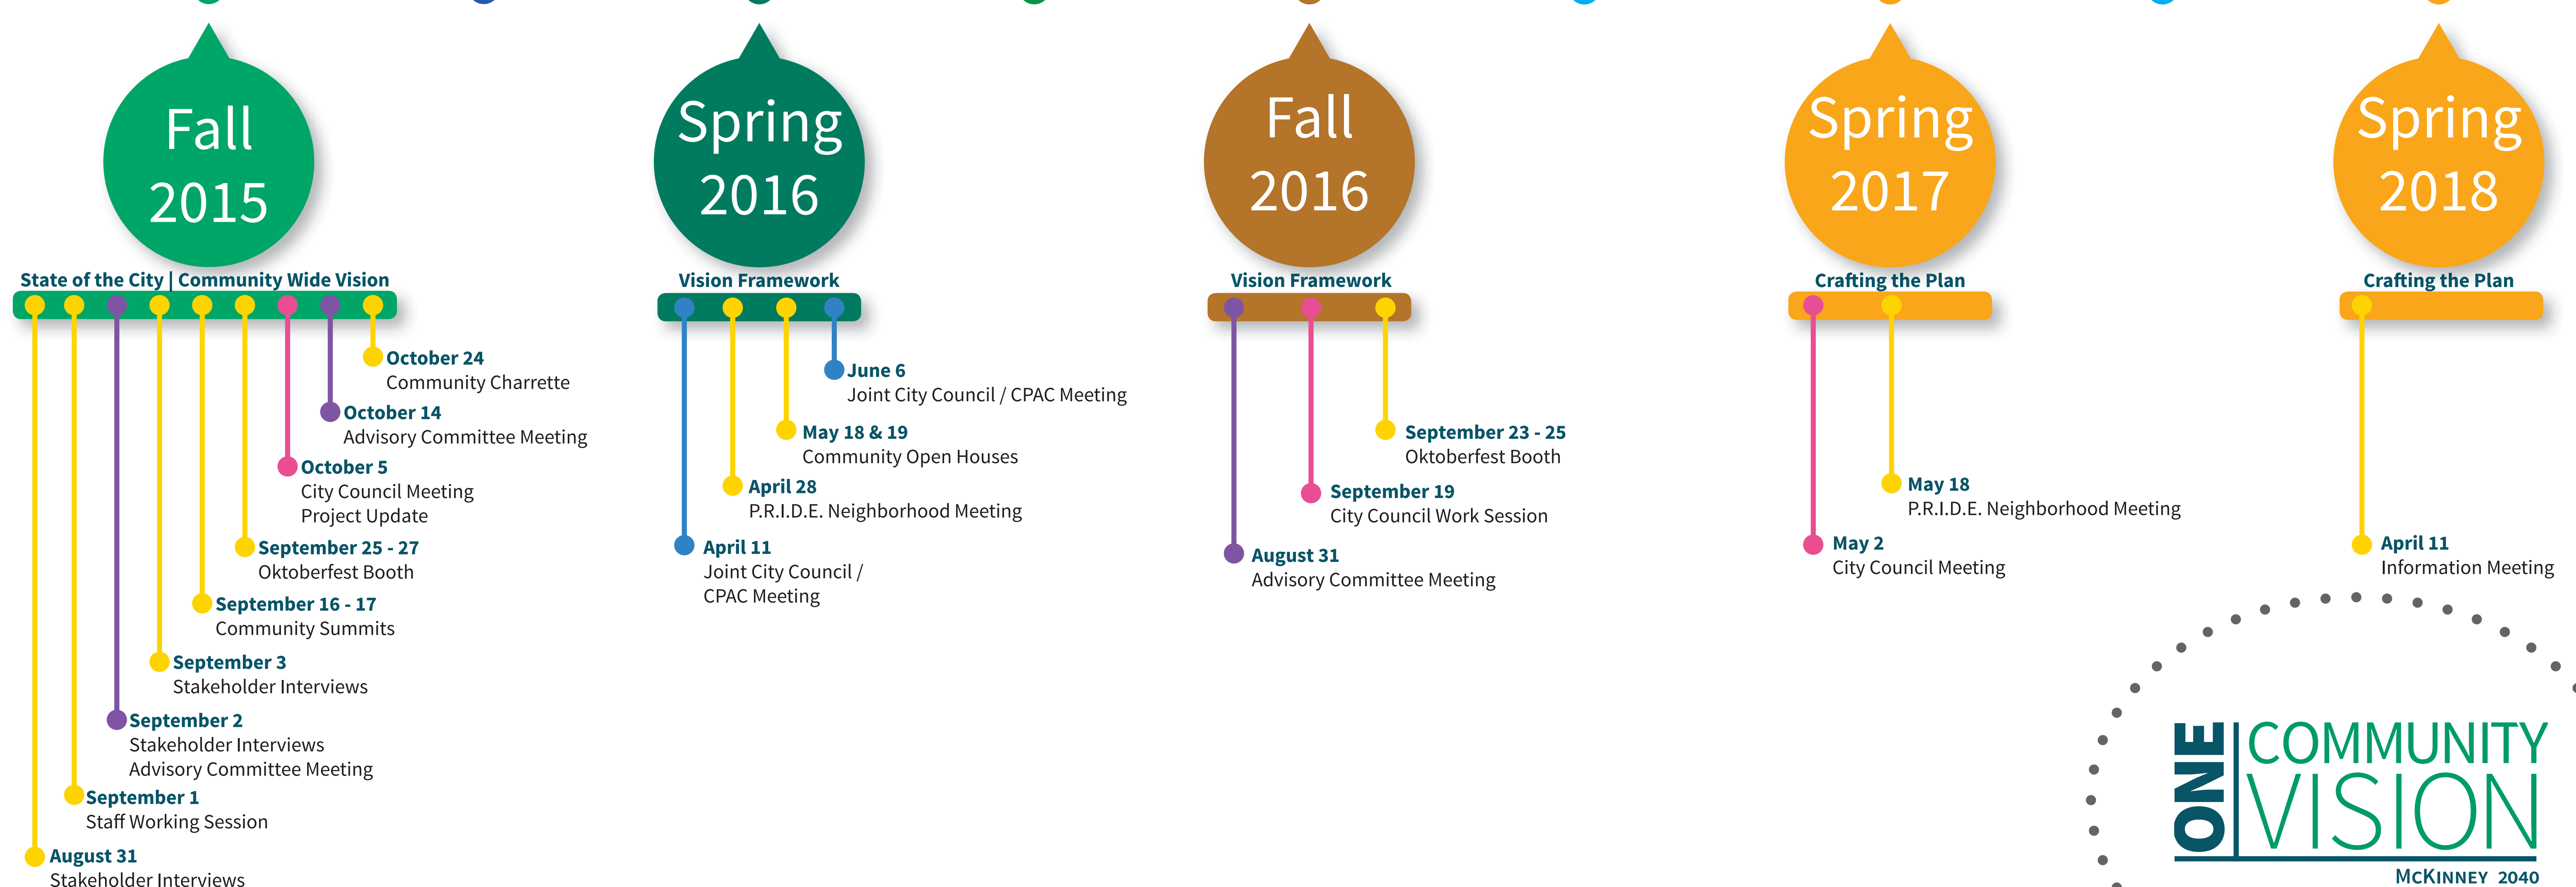 Fall
2015
State of the City | Community Wide Vision
October 24
Community Charrette
October 14
Advisory Committee Meeting
October 5
City Council Meeting
Project Update
September 25 - 27
Oktoberfest Booth
September 16 - 17
Community Summits
September 3
Stakeholder Interviews
September 2
Stakeholder Interviews
Advisory Committee Meeting
September 1
Staff Working Session
August 31
Stakeholder Interviews
Spring
2016
Vision Framework
June 6
Joint City Council / CPAC Meeting
May 18 & 19
Community Open Houses
April 28
P.R.I.D.E. Neighborhood Meeting
April 11
Joint City Council /
CPAC Meeting
Fall
2016
Vision Framework
September 23 - 25
Oktoberfest Booth
September 19
City Council Work Session
August 31
Advisory Committee Meeting
Spring
2017
Crafting the Plan
May 18
P.R.I.D.E. Neighborhood Meeting
May 2
City Council Meeting
Spring
2018
Crafting the Plan
April 11
Information Meeting
ONE
COMMUNITY
VISION
MCKINNEY 2040